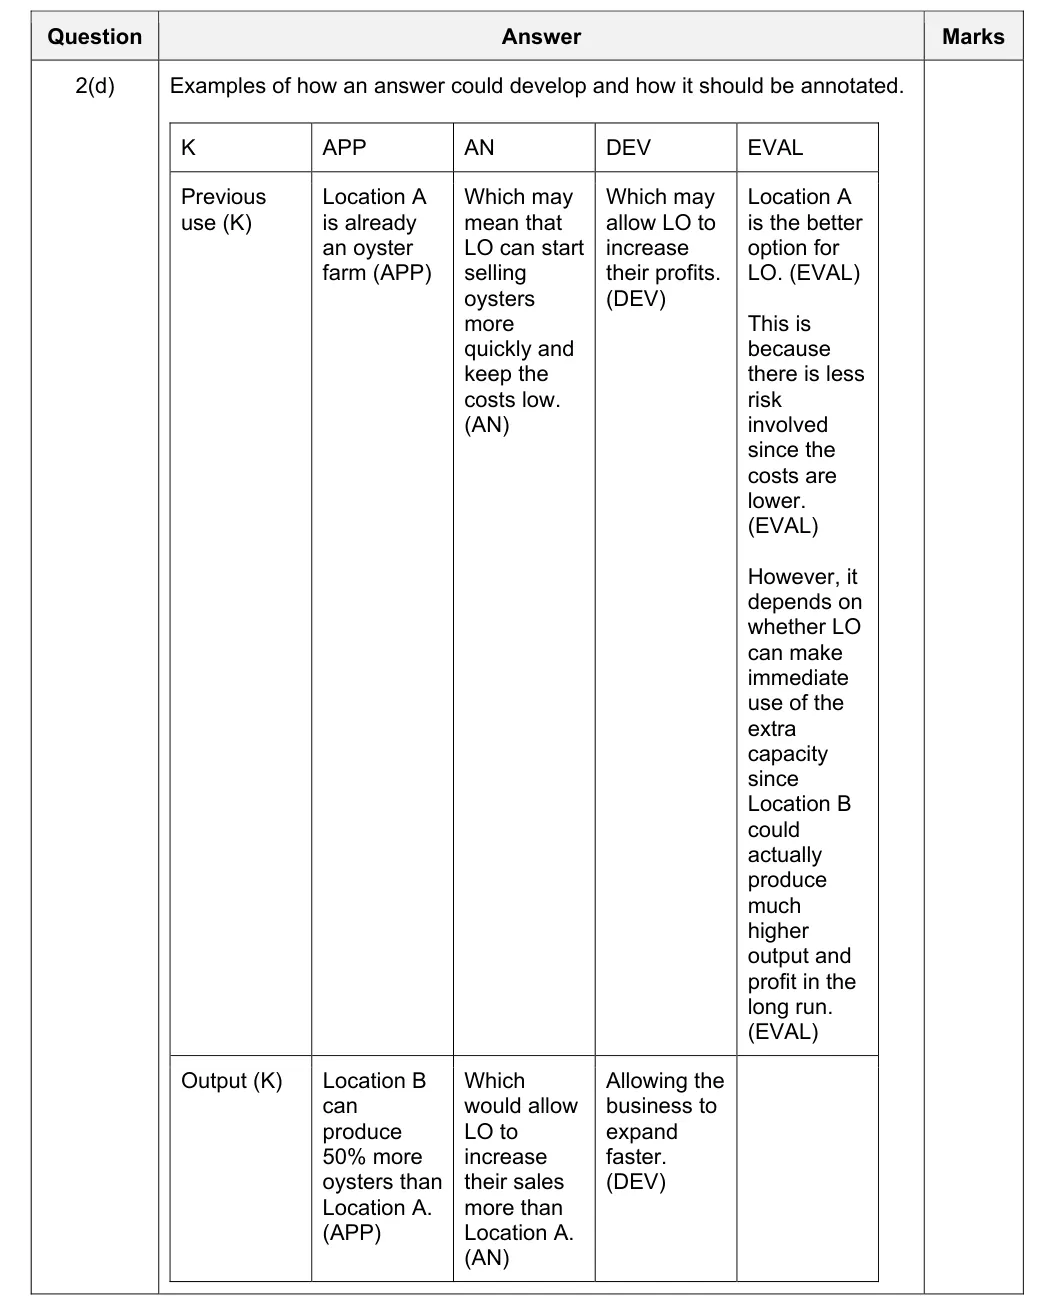 Question Answer Marks
2(d) Examples of how an answer could develop and how it should be annotated.
K APP AN DEV EVAL
Previous
use (K)
Location A
is already
an oyster
farm (APP)
Which may
mean that
LO can start
selling
oysters
more
quickly and
keep the
costs low.
(AN)
Which may
allow LO to
increase
their profits.
(DEV)
Location A
is the better
option for
LO. (EVAL)
This is
because
there is less
risk
involved
since the
costs are
lower.
(EVAL)
However, it
depends on
whether LO
can make
immediate
use of the
extra
capacity
since
Location B
could
actually
produce
much
higher
output and
profit in the
long run.
(EVAL)
Output (K)
Location B
can
produce
50% more
oysters than
Location A.
(APP)
Which
would allow
LO to
increase
their sales
more than
Location A.
(AN)
Allowing the
business to
expand
faster.
(DEV)